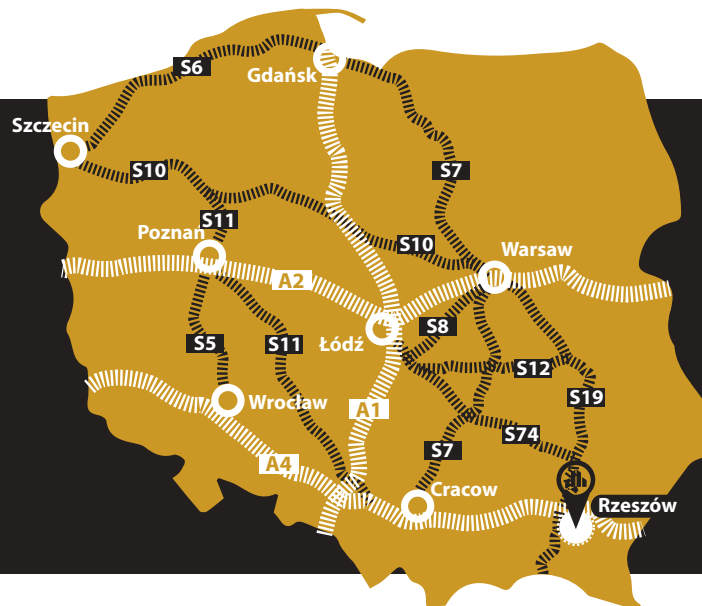 S6
Gdańsk
Szczecin
S10
S7
S11
Poznań
S10
Warsaw
A2
S8
Łódź
S5
S11
S12
Wrocław
A1
S19
S74
S7
A4
Cracow
Rzeszów